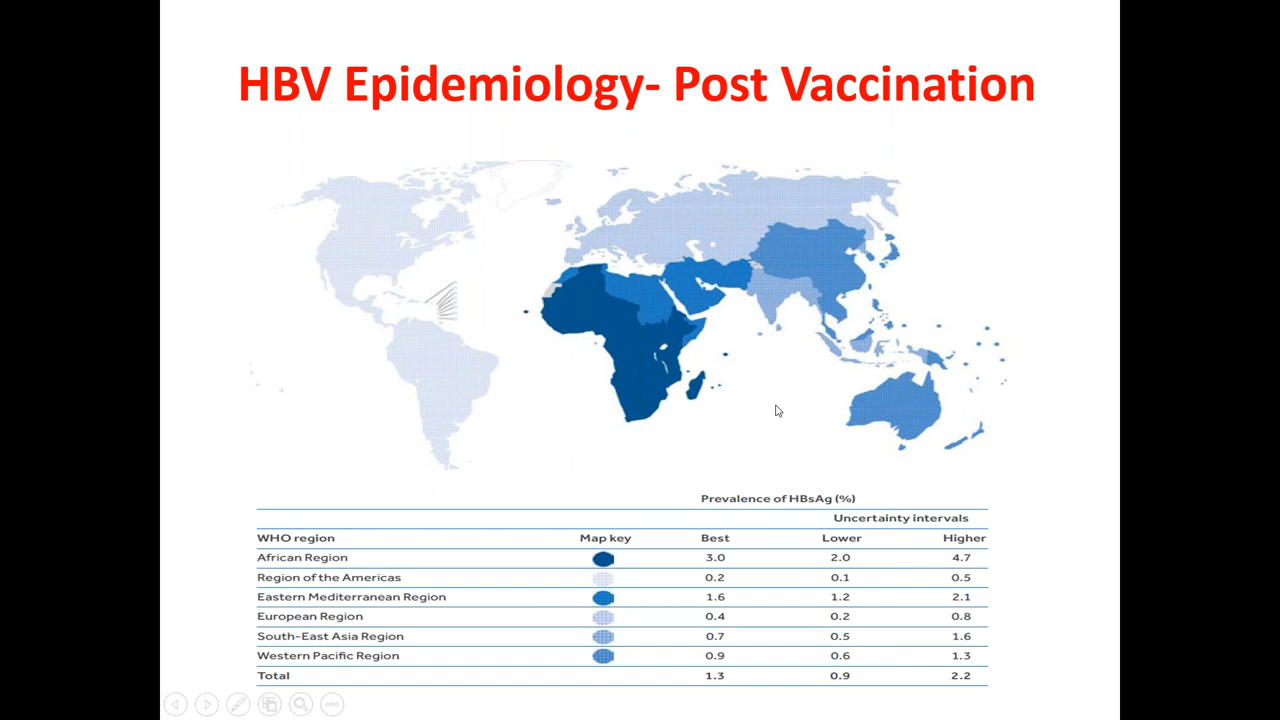 HBV Epidemiology- Post Vaccination
Prevalence of HBsAg (%)
Uncertainty intervals
WHO region Map key Best Lower Higher
African Region 3.0 2.0 4.7
Region of the Americas 0.2 0.1 0.5
Eastern Mediterranean Region 1.6 1.2 2.1
European Region 0.4 0.2 0.8
South-East Asia Region 0.7 0.5 1.6
Western Pacific Region 0.9 0.6 1.3
Total 1.3 0.9 2.2